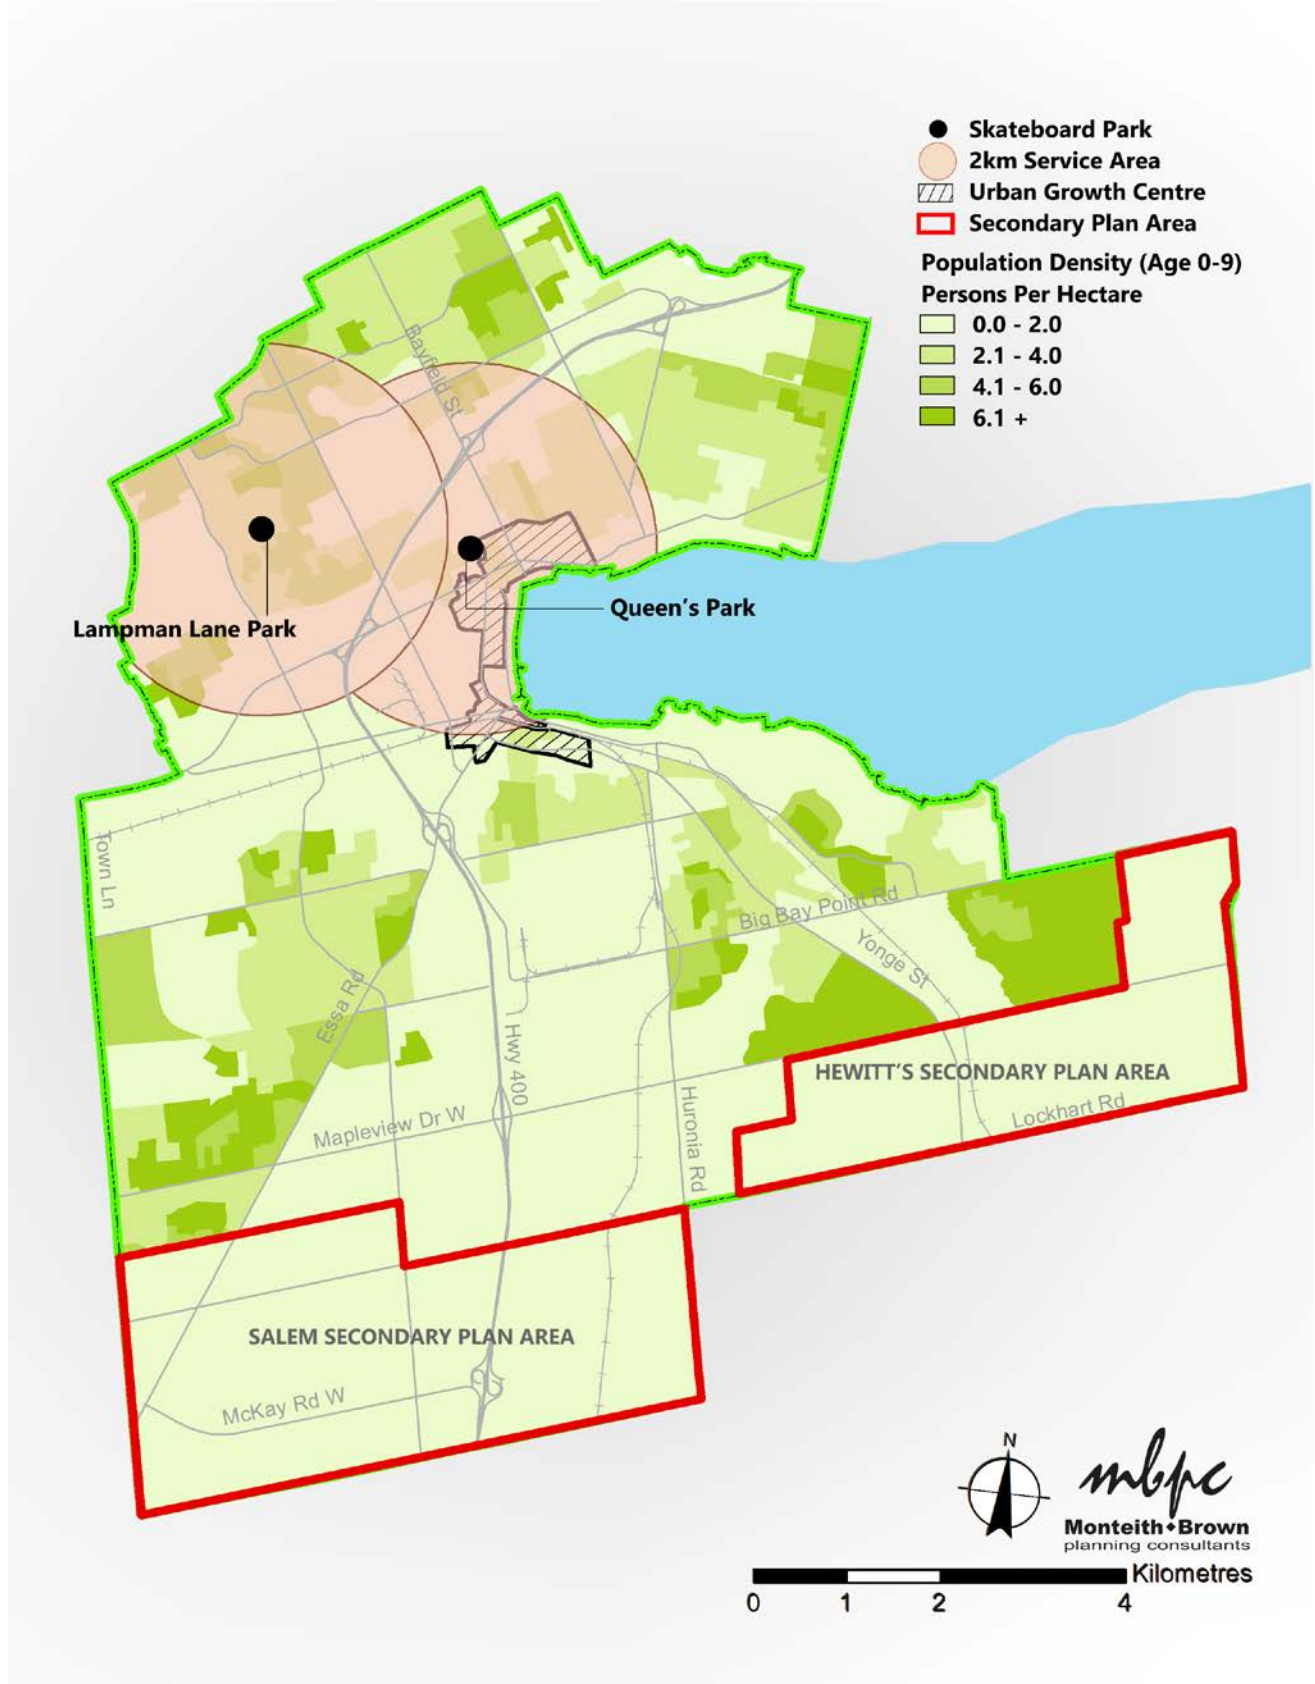 Skateboard Park
2km Service Area
Urban Growth Centre
Secondary Plan Area
Population Density (Age 0-9)
Persons Per Hectare
0.0 - 2.0
2.1 - 4.0
4.1 - 6.0
6.1 +
Bayfield St
Queen's Park
Lampman Lane Park
Town Ln
Big Bay Point Rd
Yonge St
Essa Rd
Hwy 400
HEWITT'S SECONDARY PLAN AREA
Huronia Rd
Lockhart Rd
Mapleview Dr W
SALEM SECONDARY PLAN AREA
McKay Rd W
N
mbpc
Monteith♦Brown
planning consultants
Kilometres
0 1 2 4